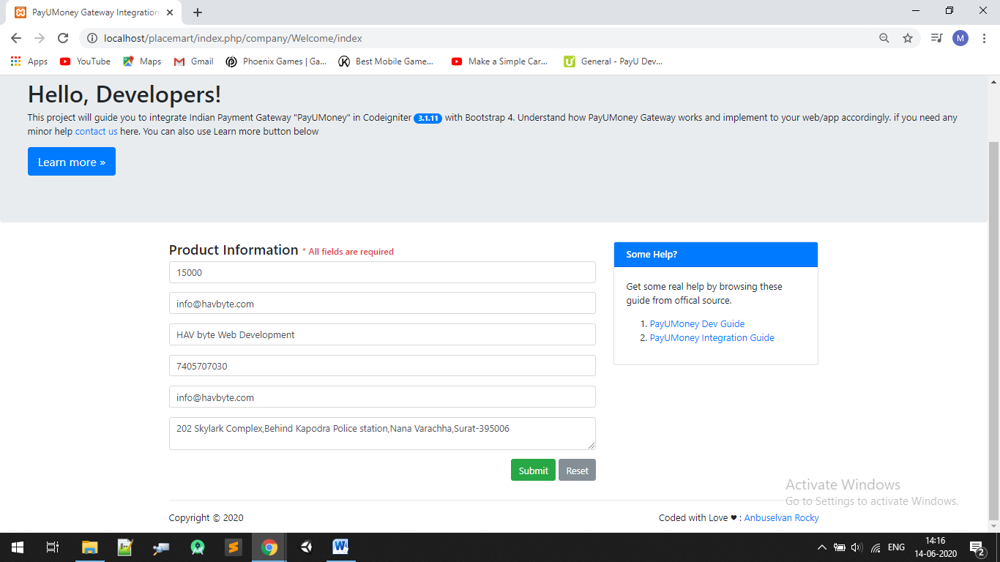 PayUMoney Gateway Integration
localhost/placemart/index.php/company/Welcome/index
M
Apps YouTube Maps Gmail Phoenix Games | Ga... Best Mobile Game... Make a Simple Car... General - PayU Dev...
Hello, Developers!
This project will guide you to integrate Indian Payment Gateway "PayUMoney" in Codeigniter 3.1.11 with Bootstrap 4. Understand how PayUMoney Gateway works and implement to your web/app accordingly. if you need any
minor help contact us here. You can also use Learn more button below
Learn more »
Product Information * All fields are required
15000
info@havbyte.com
HAV byte Web Development
7405707030
info@havbyte.com
202 Skylark Complex,Behind Kapodra Police station,Nana Varachha,Surat-395006
Submit Reset
Some Help?
Get some real help by browsing these
guide from offical source.
1. PayUMoney Dev Guide
2. PayUMoney Integration Guide
Activate Windows
Go to Settings to activate Windows.
Copyright © 2020
Coded with Love ♥ : Anbuselvan Rocky
ENG
14:16
14-06-2020
2